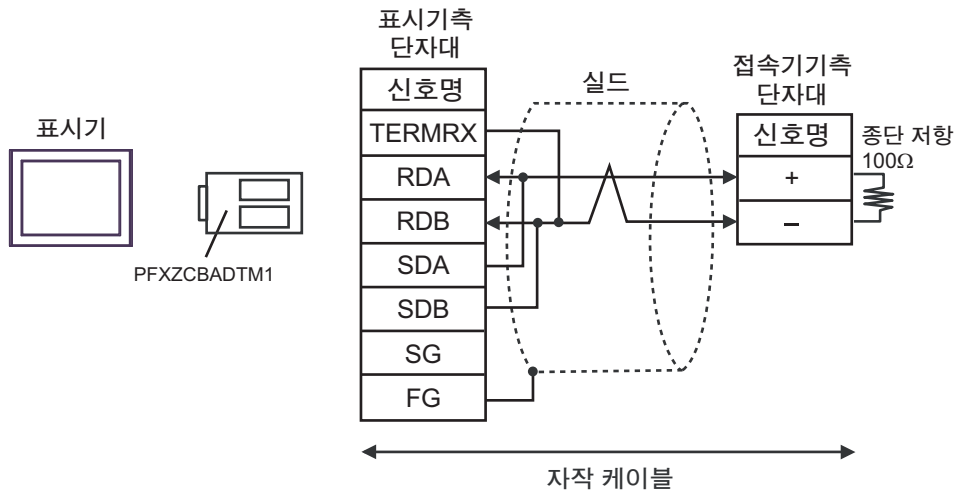 표시기
PFXZCBADTM1
표시기측
단자대
신호명
TERMRX
RDA
RDB
SDA
SDB
SG
FG
실드
접속기기측
단자대
신호명
+
–
종단 저항
100Ω
자작 케이블